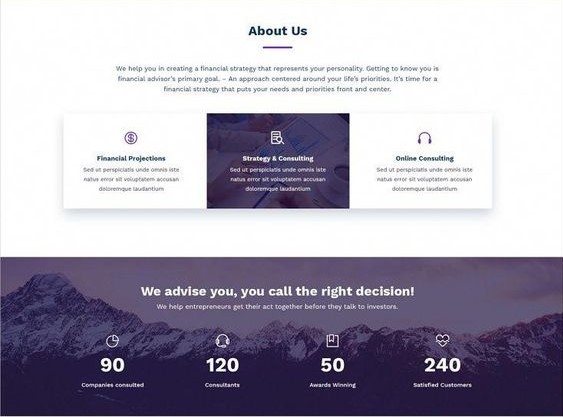 About Us
We help you in creating a financial strategy that represents your personality. Getting to know you is
financial advisor's primary goal. – An approach centered around your life's priorities. It's time for a
financial strategy that puts your needs and priorities front and center.
Financial Projections
Sed ut perspiciatis unde omnis iste
natus error sit voluptatem accusan
doloremque laudantium
Strategy & Consulting
Sed ut perspiciatis unde omnis iste
natus error sit voluptatem accusan
doloremque laudantium
Online Consulting
Sed ut perspiciatis unde omnis iste
natus error sit voluptatem accusan
doloremque laudantium
We advise you, you call the right decision!
We help entrepreneurs get their act together before they talk to investors.
90
Companies consulted
120
Consultants
50
Awards Winning
240
Satisfied Customers